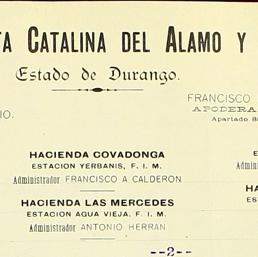 TA CATALINA DEL ALAMO Y
Estado de Durango.
FRANCISCO
APODERA
Apartado B
IO.
HACIENDA COVADONGA
ESTACION YERBANIS, F. I. M.
Administrador FRANCISCO A CALDERON
Admin
HACIENDA LAS MERCEDES
ESTACION AGUA VIEJA. F. I. M.
Administrador ANTONIO HERRAN
H
--2--